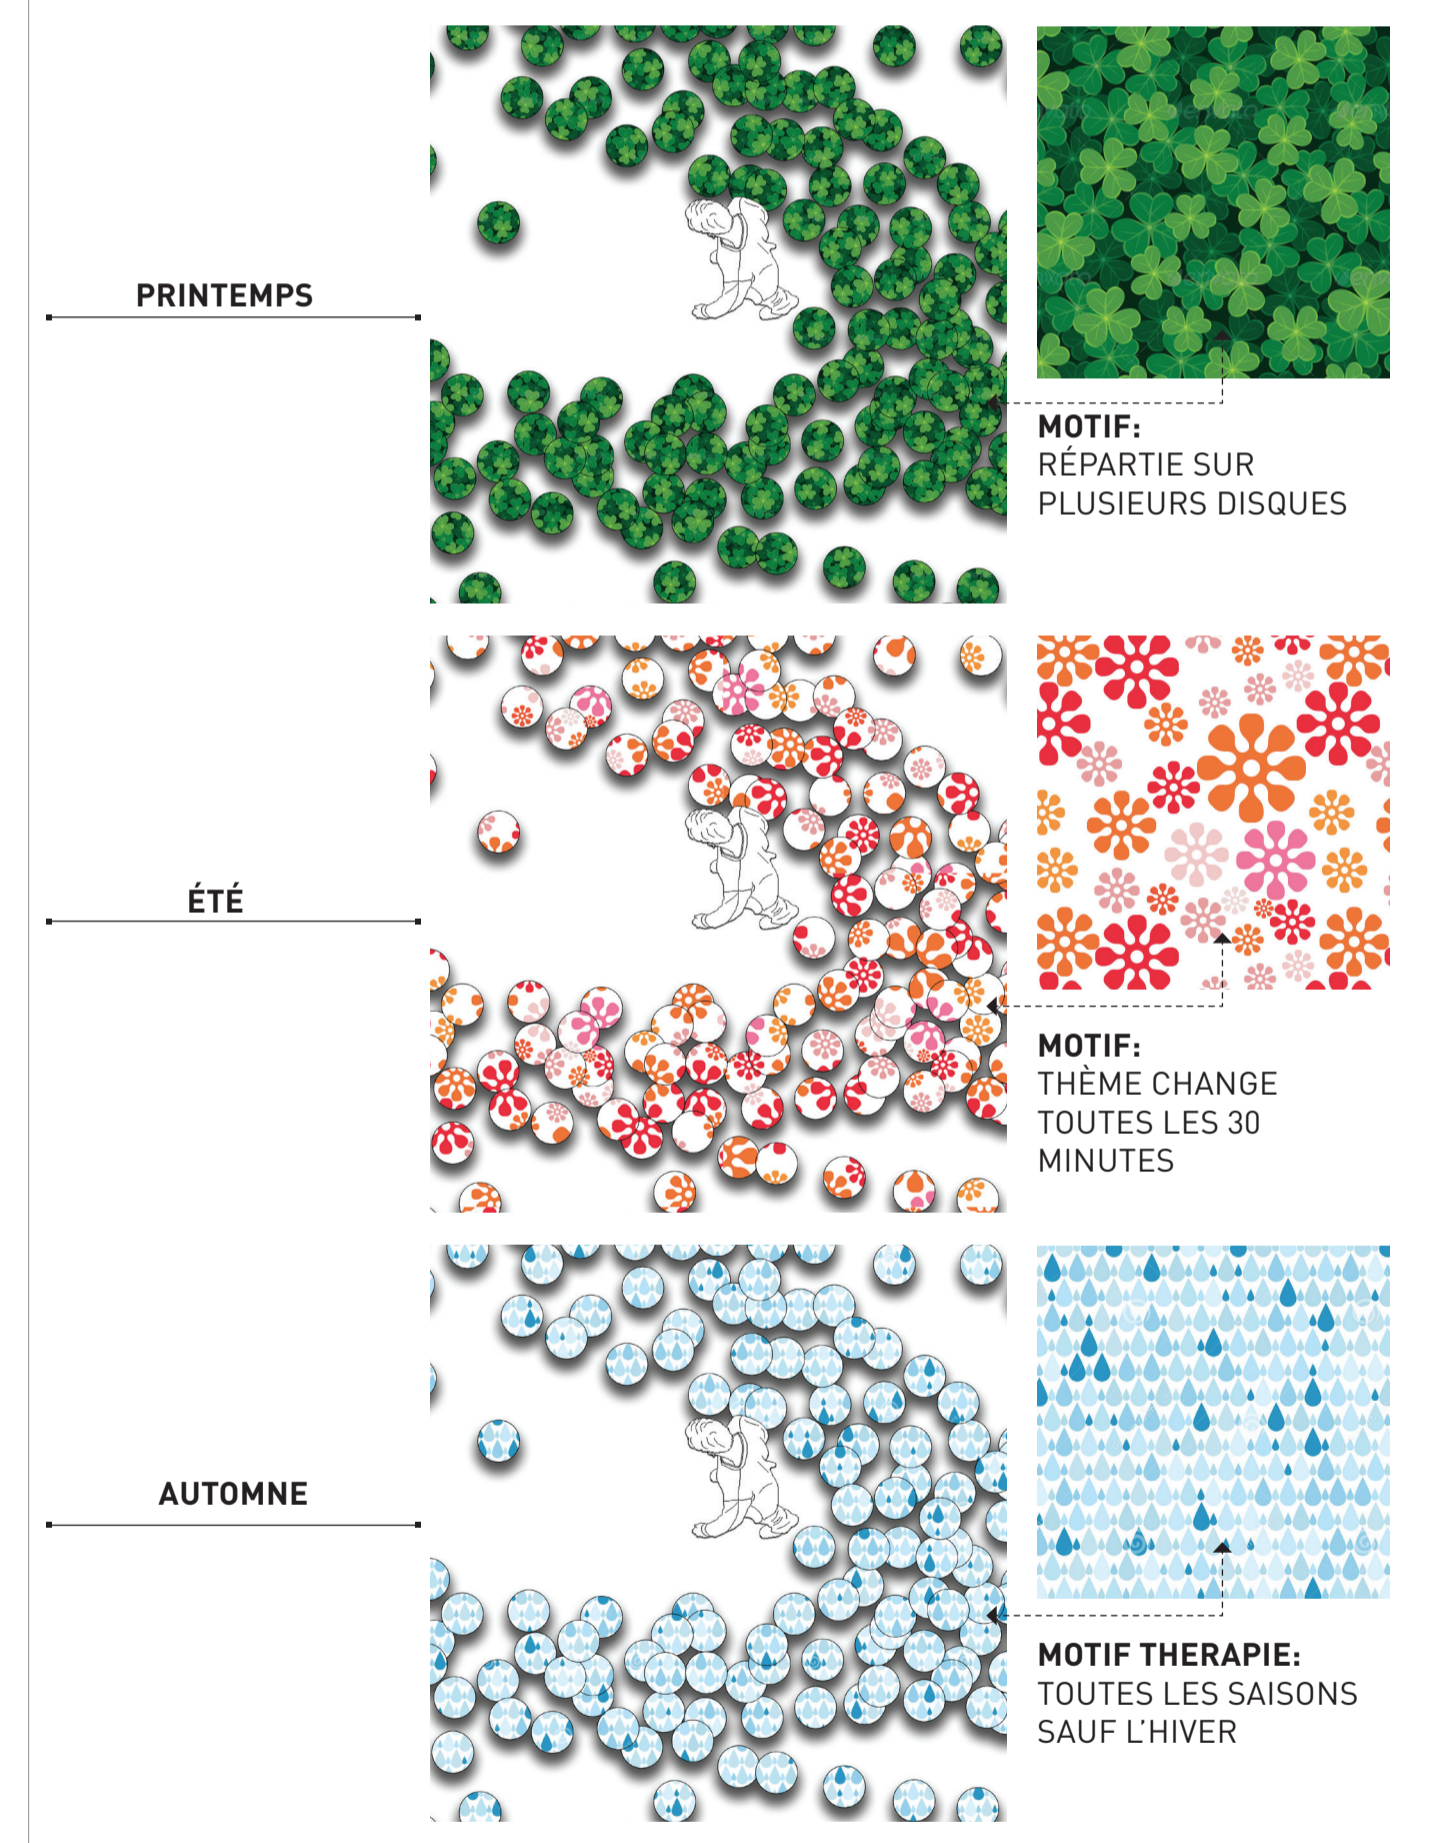 PRINTEMPS
MOTIF:
RÉPARTIE SUR
PLUSIEURS DISQUES
ÉTÉ
MOTIF:
THÈME CHANGE
TOUTES LES 30
MINUTES
AUTOMNE
MOTIF THERAPIE:
TOUTES LES SAISONS
SAUF L'HIVER